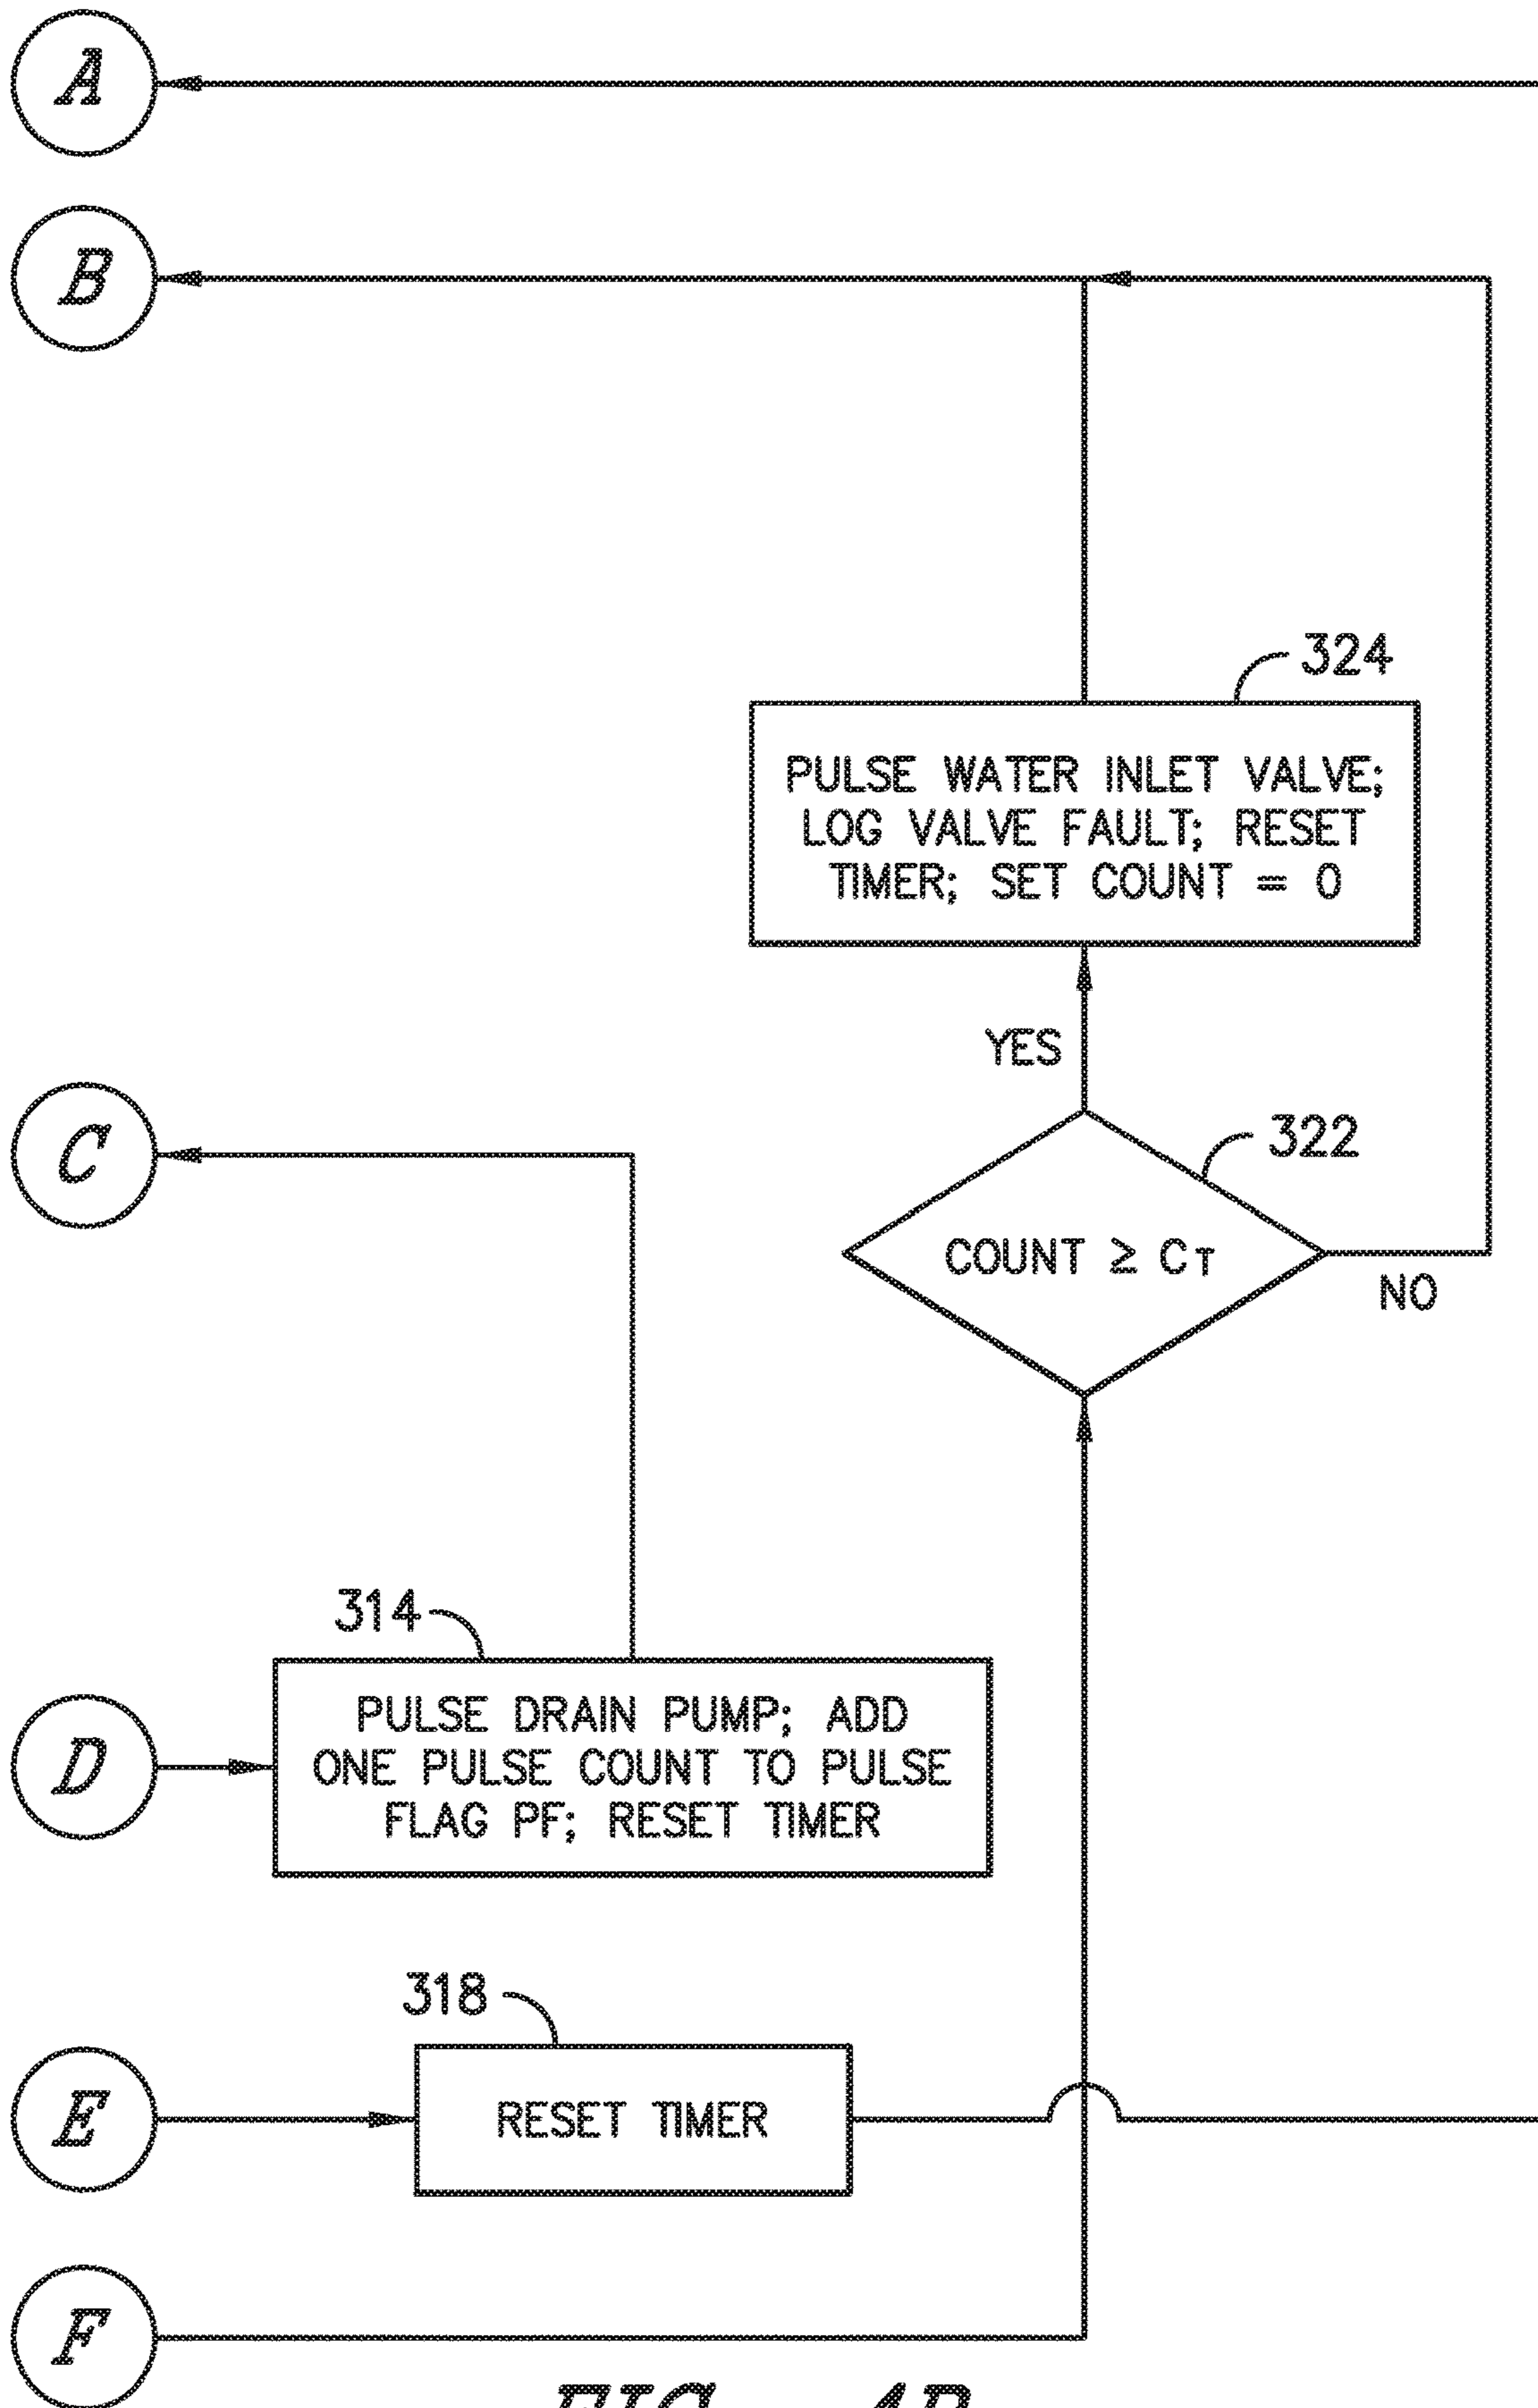 A
B
324
PULSE WATER INLET VALVE;
LOG VALVE FAULT; RESET
TIMER; SET COUNT = 0
YES
C
322
COUNT ≥ CT
NO
314
PULSE DRAIN PUMP; ADD
ONE PULSE COUNT TO PULSE
FLAG PF; RESET TIMER
D
318
E
RESET TIMER
F